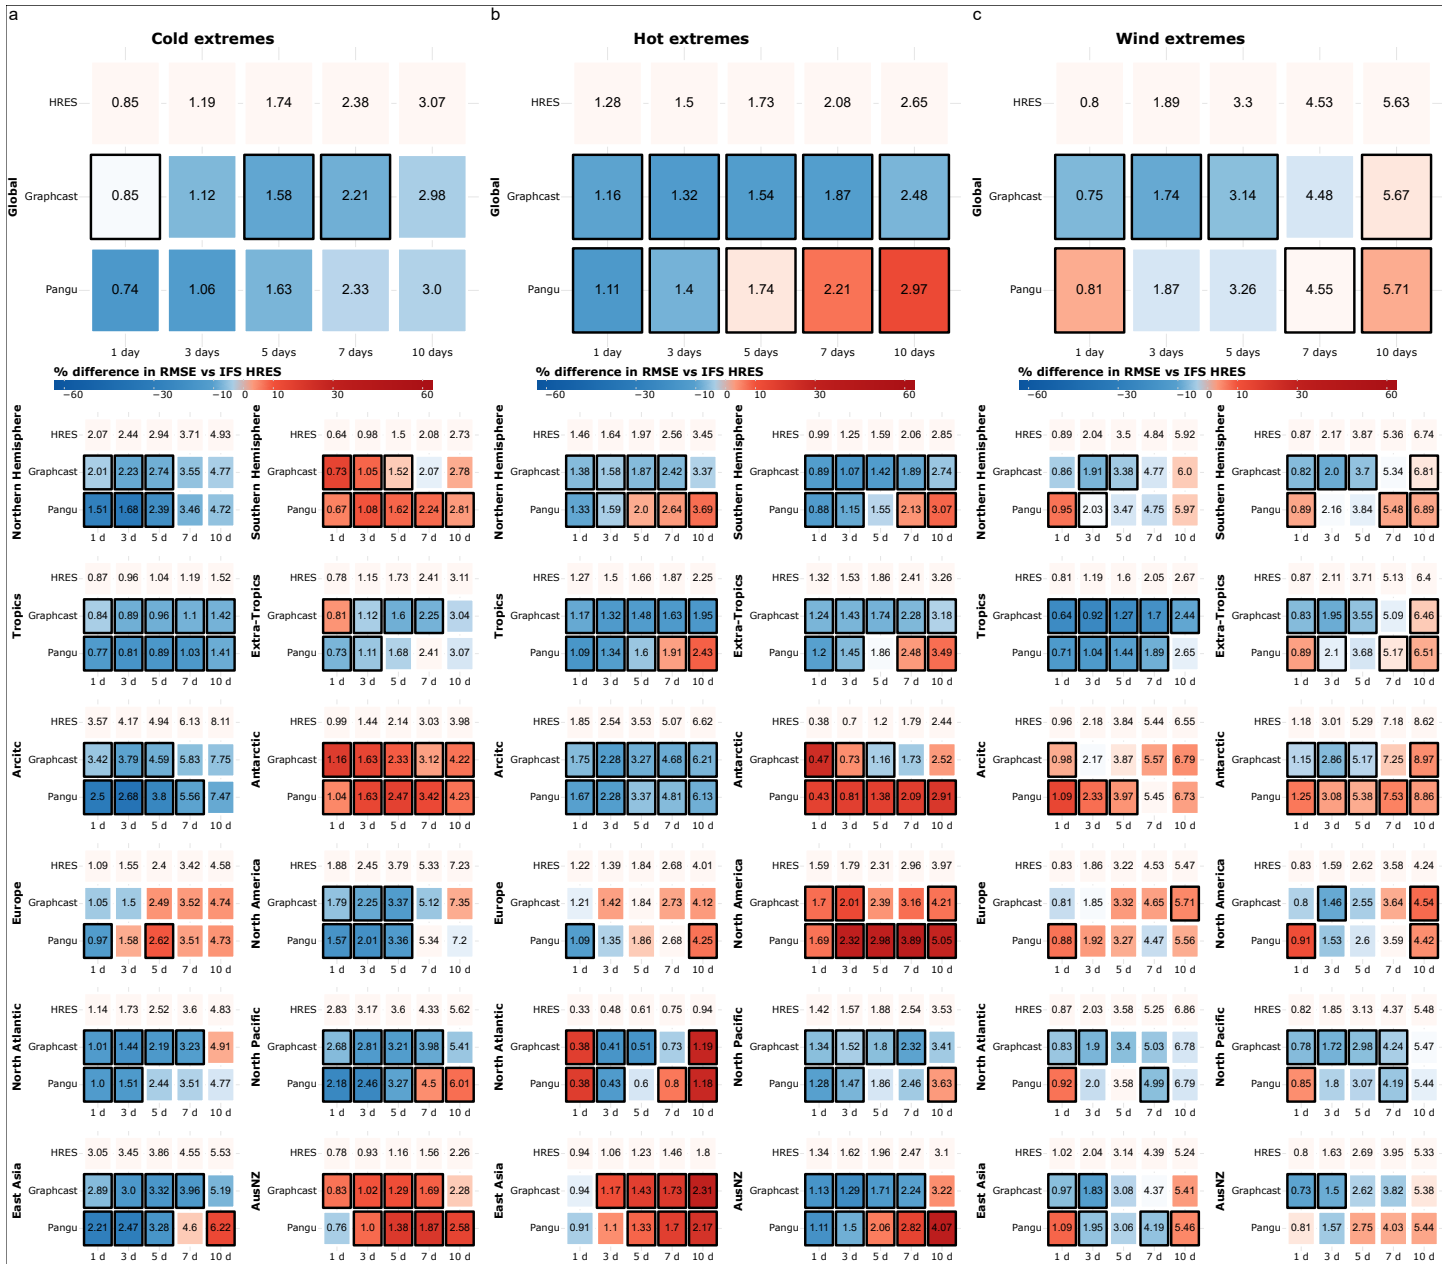 a
Cold extremes
Global
HRES 0.85 1.19 1.74 2.38 3.07
Graphcast 0.85 1.12 1.58 2.21 2.98
Pangu 0.74 1.06 1.63 2.33 3.0
1 day 3 days 5 days 7 days 10 days
% difference in RMSE vs IFS HRES
−60 −30 −10 0 10 30 60
Northern Hemisphere
HRES 2.07 2.44 2.94 3.71 4.93
Graphcast 2.01 2.23 2.74 3.55 4.77
Pangu 1.51 1.68 2.39 3.46 4.72
1 d 3 d 5 d 7 d 10 d
Southern Hemisphere
HRES 0.64 0.98 1.5 2.08 2.73
Graphcast 0.73 1.05 1.52 2.07 2.78
Pangu 0.67 1.08 1.62 2.24 2.81
1 d 3 d 5 d 7 d 10 d
Tropics
HRES 0.87 0.96 1.04 1.19 1.52
Graphcast 0.84 0.89 0.96 1.1 1.42
Pangu 0.77 0.81 0.89 1.03 1.41
1 d 3 d 5 d 7 d 10 d
Extra-Tropics
HRES 0.78 1.15 1.73 2.41 3.11
Graphcast 0.81 1.12 1.6 2.25 3.04
Pangu 0.73 1.11 1.68 2.41 3.07
1 d 3 d 5 d 7 d 10 d
Arcitc
HRES 3.57 4.17 4.94 6.13 8.11
Graphcast 3.42 3.79 4.59 5.83 7.75
Pangu 2.5 2.68 3.8 5.56 7.47
1 d 3 d 5 d 7 d 10 d
Antarctic
HRES 0.99 1.44 2.14 3.03 3.98
Graphcast 1.16 1.63 2.33 3.12 4.22
Pangu 1.04 1.63 2.47 3.42 4.23
1 d 3 d 5 d 7 d 10 d
Europe
HRES 1.09 1.55 2.4 3.42 4.58
Graphcast 1.05 1.5 2.49 3.52 4.74
Pangu 0.97 1.58 2.62 3.51 4.73
1 d 3 d 5 d 7 d 10 d
North America
HRES 1.88 2.45 3.79 5.33 7.23
Graphcast 1.79 2.25 3.37 5.12 7.35
Pangu 1.57 2.01 3.36 5.34 7.2
1 d 3 d 5 d 7 d 10 d
North Atlantic
HRES 1.14 1.73 2.52 3.6 4.83
Graphcast 1.01 1.44 2.19 3.23 4.91
Pangu 1.0 1.51 2.44 3.51 4.77
1 d 3 d 5 d 7 d 10 d
North Pacific
HRES 2.83 3.17 3.6 4.33 5.62
Graphcast 2.68 2.81 3.21 3.98 5.41
Pangu 2.18 2.46 3.27 4.5 6.01
1 d 3 d 5 d 7 d 10 d
East Asia
HRES 3.05 3.45 3.86 4.55 5.53
Graphcast 2.89 3.0 3.32 3.96 5.19
Pangu 2.21 2.47 3.28 4.6 6.22
1 d 3 d 5 d 7 d 10 d
AusNZ
HRES 0.78 0.93 1.16 1.56 2.26
Graphcast 0.83 1.02 1.29 1.69 2.28
Pangu 0.76 1.0 1.38 1.87 2.58
1 d 3 d 5 d 7 d 10 d
b
Hot extremes
Global
HRES 1.28 1.5 1.73 2.08 2.65
Graphcast 1.16 1.32 1.54 1.87 2.48
Pangu 1.11 1.4 1.74 2.21 2.97
1 day 3 days 5 days 7 days 10 days
% difference in RMSE vs IFS HRES
−60 −30 −10 0 10 30 60
Northern Hemisphere
HRES 1.46 1.64 1.97 2.56 3.45
Graphcast 1.38 1.58 1.87 2.42 3.37
Pangu 1.33 1.59 2.0 2.64 3.69
1 d 3 d 5 d 7 d 10 d
Southern Hemisphere
HRES 0.99 1.25 1.59 2.06 2.85
Graphcast 0.89 1.07 1.42 1.89 2.74
Pangu 0.88 1.15 1.55 2.13 3.07
1 d 3 d 5 d 7 d 10 d
Tropics
HRES 1.27 1.5 1.66 1.87 2.25
Graphcast 1.17 1.32 1.48 1.63 1.95
Pangu 1.09 1.34 1.6 1.91 2.43
1 d 3 d 5 d 7 d 10 d
Extra-Tropics
HRES 1.32 1.53 1.86 2.41 3.26
Graphcast 1.24 1.43 1.74 2.28 3.18
Pangu 1.2 1.45 1.86 2.48 3.49
1 d 3 d 5 d 7 d 10 d
Arcitc
HRES 1.85 2.54 3.53 5.07 6.62
Graphcast 1.75 2.28 3.27 4.68 6.21
Pangu 1.67 2.28 3.37 4.81 6.13
1 d 3 d 5 d 7 d 10 d
Antarctic
HRES 0.38 0.7 1.2 1.79 2.44
Graphcast 0.47 0.73 1.16 1.73 2.52
Pangu 0.43 0.81 1.38 2.09 2.91
1 d 3 d 5 d 7 d 10 d
Europe
HRES 1.22 1.39 1.84 2.68 4.01
Graphcast 1.21 1.42 1.84 2.73 4.12
Pangu 1.09 1.35 1.86 2.68 4.25
1 d 3 d 5 d 7 d 10 d
North America
HRES 1.59 1.79 2.31 2.96 3.97
Graphcast 1.7 2.01 2.39 3.16 4.21
Pangu 1.69 2.32 2.98 3.89 5.05
1 d 3 d 5 d 7 d 10 d
North Atlantic
HRES 0.33 0.48 0.61 0.75 0.94
Graphcast 0.38 0.41 0.51 0.73 1.19
Pangu 0.38 0.43 0.6 0.8 1.18
1 d 3 d 5 d 7 d 10 d
North Pacific
HRES 1.42 1.57 1.88 2.54 3.53
Graphcast 1.34 1.52 1.8 2.32 3.41
Pangu 1.28 1.47 1.86 2.46 3.63
1 d 3 d 5 d 7 d 10 d
East Asia
HRES 0.94 1.06 1.23 1.46 1.8
Graphcast 0.94 1.17 1.43 1.73 2.31
Pangu 0.91 1.1 1.33 1.7 2.17
1 d 3 d 5 d 7 d 10 d
AusNZ
HRES 1.34 1.62 1.96 2.47 3.1
Graphcast 1.13 1.29 1.71 2.24 3.22
Pangu 1.11 1.5 2.06 2.82 4.07
1 d 3 d 5 d 7 d 10 d
c
Wind extremes
Global
HRES 0.8 1.89 3.3 4.53 5.63
Graphcast 0.75 1.74 3.14 4.48 5.67
Pangu 0.81 1.87 3.26 4.55 5.71
1 day 3 days 5 days 7 days 10 days
% difference in RMSE vs IFS HRES
−60 −30 −10 0 10 30 60
Northern Hemisphere
HRES 0.89 2.04 3.5 4.84 5.92
Graphcast 0.86 1.91 3.38 4.77 6.0
Pangu 0.95 2.03 3.47 4.75 5.97
1 d 3 d 5 d 7 d 10 d
Southern Hemisphere
HRES 0.87 2.17 3.87 5.36 6.74
Graphcast 0.82 2.0 3.7 5.34 6.81
Pangu 0.89 2.16 3.84 5.48 6.89
1 d 3 d 5 d 7 d 10 d
Tropics
HRES 0.81 1.19 1.6 2.05 2.67
Graphcast 0.64 0.92 1.27 1.7 2.44
Pangu 0.71 1.04 1.44 1.89 2.65
1 d 3 d 5 d 7 d 10 d
Extra-Tropics
HRES 0.87 2.11 3.71 5.13 6.4
Graphcast 0.83 1.95 3.55 5.09 6.46
Pangu 0.89 2.1 3.68 5.17 6.51
1 d 3 d 5 d 7 d 10 d
Arcitc
HRES 0.96 2.18 3.84 5.44 6.55
Graphcast 0.98 2.17 3.87 5.57 6.79
Pangu 1.09 2.33 3.97 5.45 6.73
1 d 3 d 5 d 7 d 10 d
Antarctic
HRES 1.18 3.01 5.29 7.18 8.62
Graphcast 1.15 2.86 5.17 7.25 8.97
Pangu 1.25 3.08 5.38 7.53 8.86
1 d 3 d 5 d 7 d 10 d
Europe
HRES 0.83 1.86 3.22 4.53 5.47
Graphcast 0.81 1.85 3.32 4.65 5.71
Pangu 0.88 1.92 3.27 4.47 5.56
1 d 3 d 5 d 7 d 10 d
North America
HRES 0.83 1.59 2.62 3.58 4.24
Graphcast 0.8 1.46 2.55 3.64 4.54
Pangu 0.91 1.53 2.6 3.59 4.42
1 d 3 d 5 d 7 d 10 d
North Atlantic
HRES 0.87 2.03 3.58 5.25 6.86
Graphcast 0.83 1.9 3.4 5.03 6.78
Pangu 0.92 2.0 3.58 4.99 6.79
1 d 3 d 5 d 7 d 10 d
North Pacific
HRES 0.82 1.85 3.13 4.37 5.48
Graphcast 0.78 1.72 2.98 4.24 5.47
Pangu 0.85 1.8 3.07 4.19 5.44
1 d 3 d 5 d 7 d 10 d
East Asia
HRES 1.02 2.04 3.14 4.39 5.24
Graphcast 0.97 1.83 3.08 4.37 5.41
Pangu 1.09 1.95 3.06 4.19 5.46
1 d 3 d 5 d 7 d 10 d
AusNZ
HRES 0.8 1.63 2.69 3.95 5.33
Graphcast 0.73 1.5 2.62 3.82 5.38
Pangu 0.81 1.57 2.75 4.03 5.44
1 d 3 d 5 d 7 d 10 d